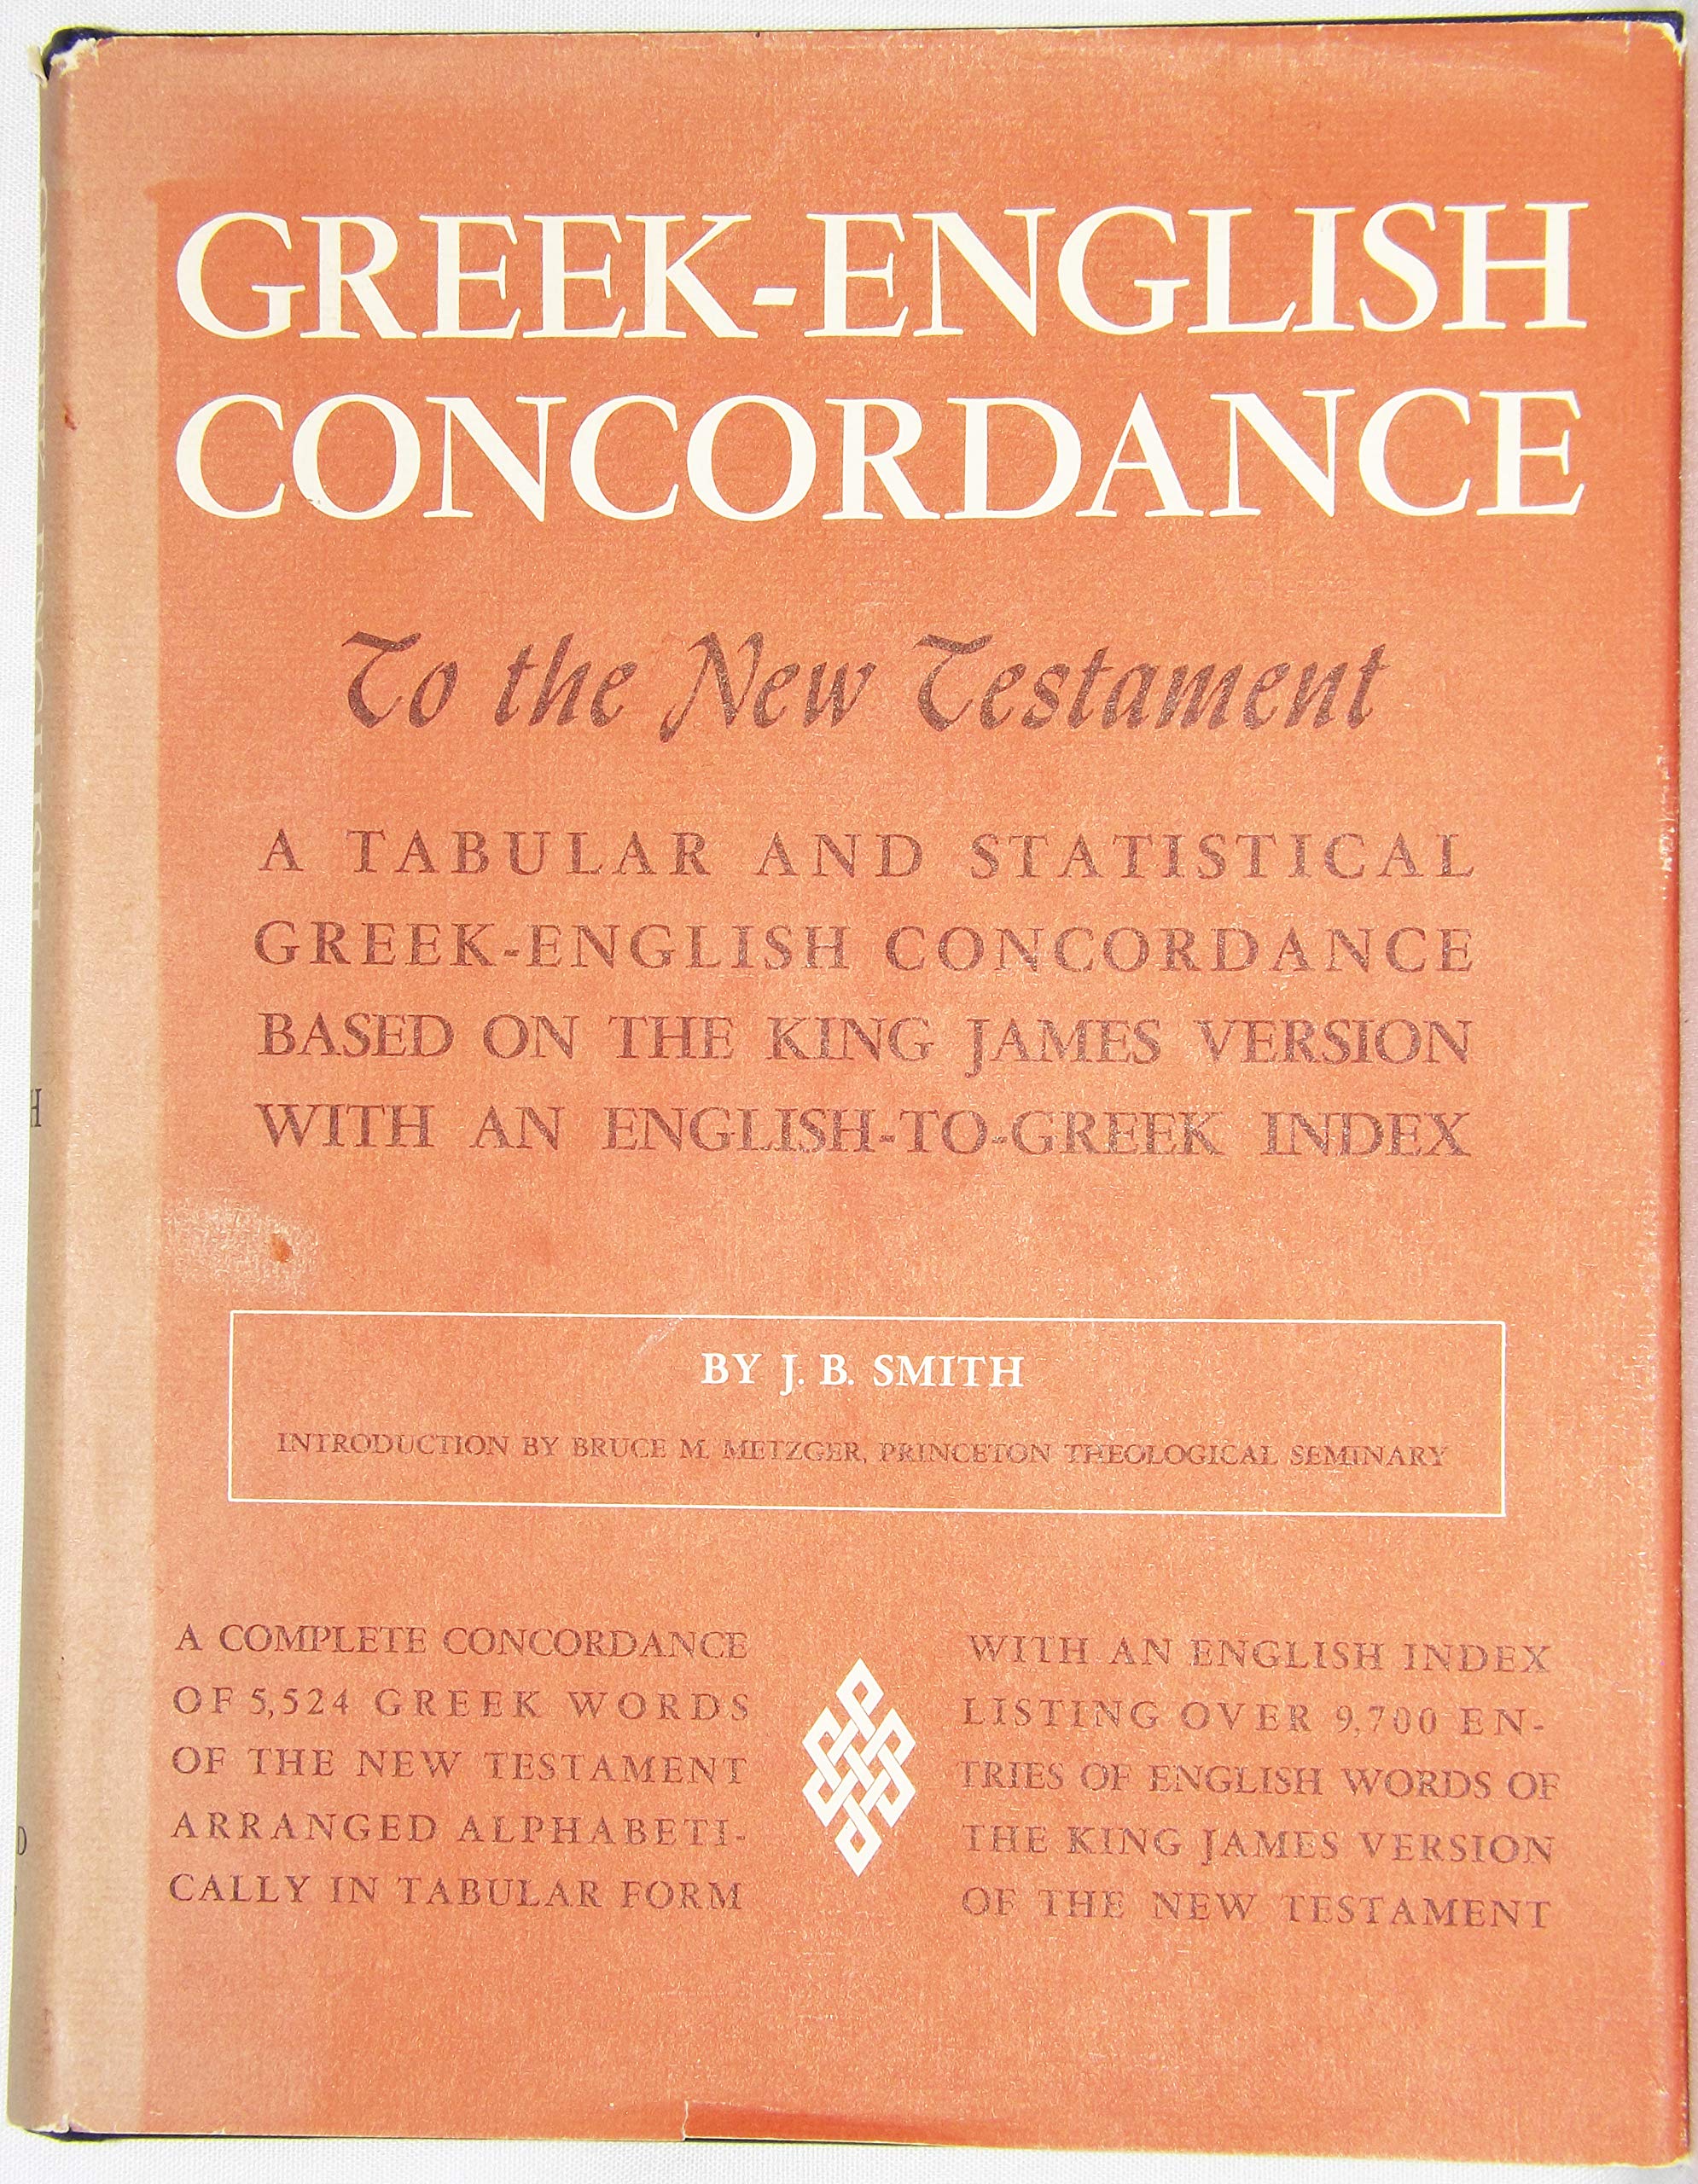 GREEK-ENGLISH
CONCORDANCE
To the New Testament
A TABULAR AND STATISTICAL
GREEK-ENGLISH CONCORDANCE
BASED ON THE KING JAMES VERSION
WITH AN ENGLISH-TO-GREEK INDEX
BY J. B. SMITH
INTRODUCTION BY BRUCE M. METZGER, PRINCETON THEOLOGICAL SEMINARY
A COMPLETE CONCORDANCE
OF 5,524 GREEK WORDS
OF THE NEW TESTAMENT
ARRANGED ALPHABETI-
CALLY IN TABULAR FORM
WITH AN ENGLISH INDEX
LISTING OVER 9,700 EN-
TRIES OF ENGLISH WORDS OF
THE KING JAMES VERSION
OF THE NEW TESTAMENT